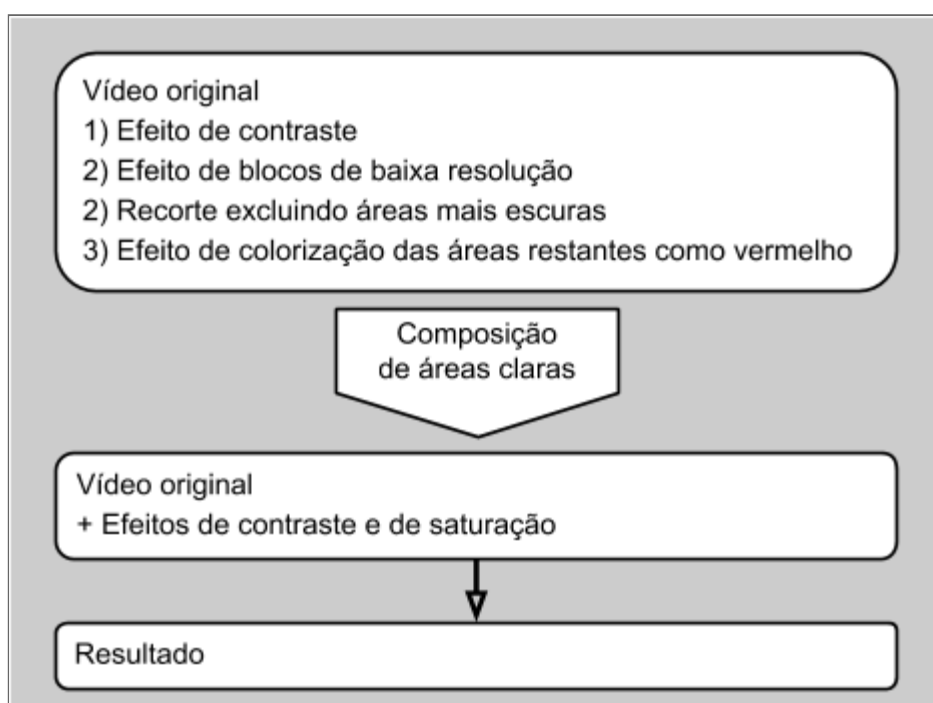 Vídeo original
1) Efeito de contraste
2) Efeito de blocos de baixa resolução
2) Recorte excluindo áreas mais escuras
3) Efeito de colorização das áreas restantes como vermelho
Composição
de áreas claras
Vídeo original
+ Efeitos de contraste e de saturação
Resultado